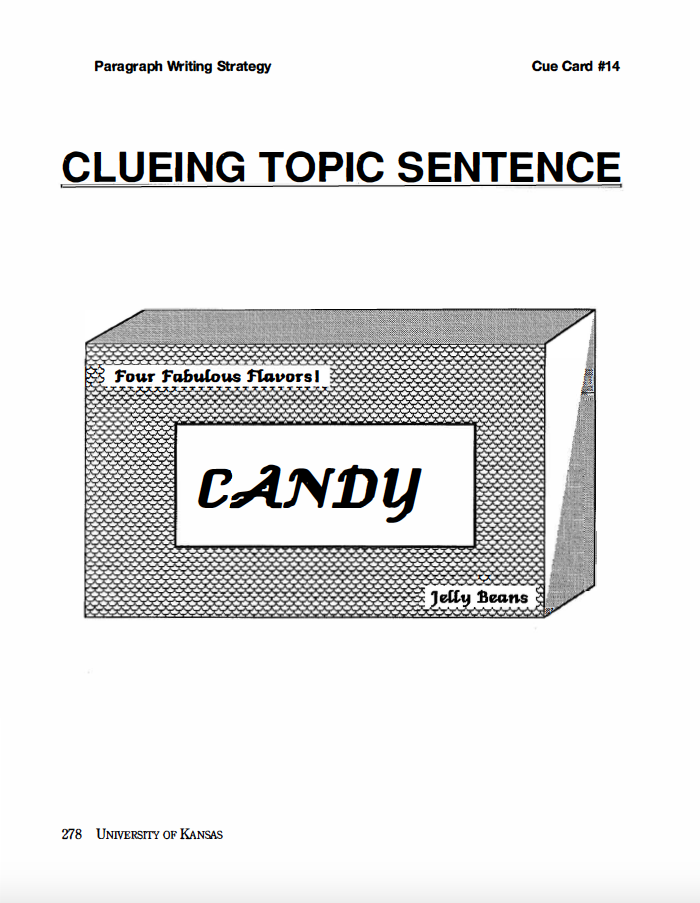 Paragraph Writing Strategy Cue Card #14
CLUEING TOPIC SENTENCE
Four Fabulous Flavors!
CANDY
Jelly Beans
278 UNIVERSITY OF KANSAS